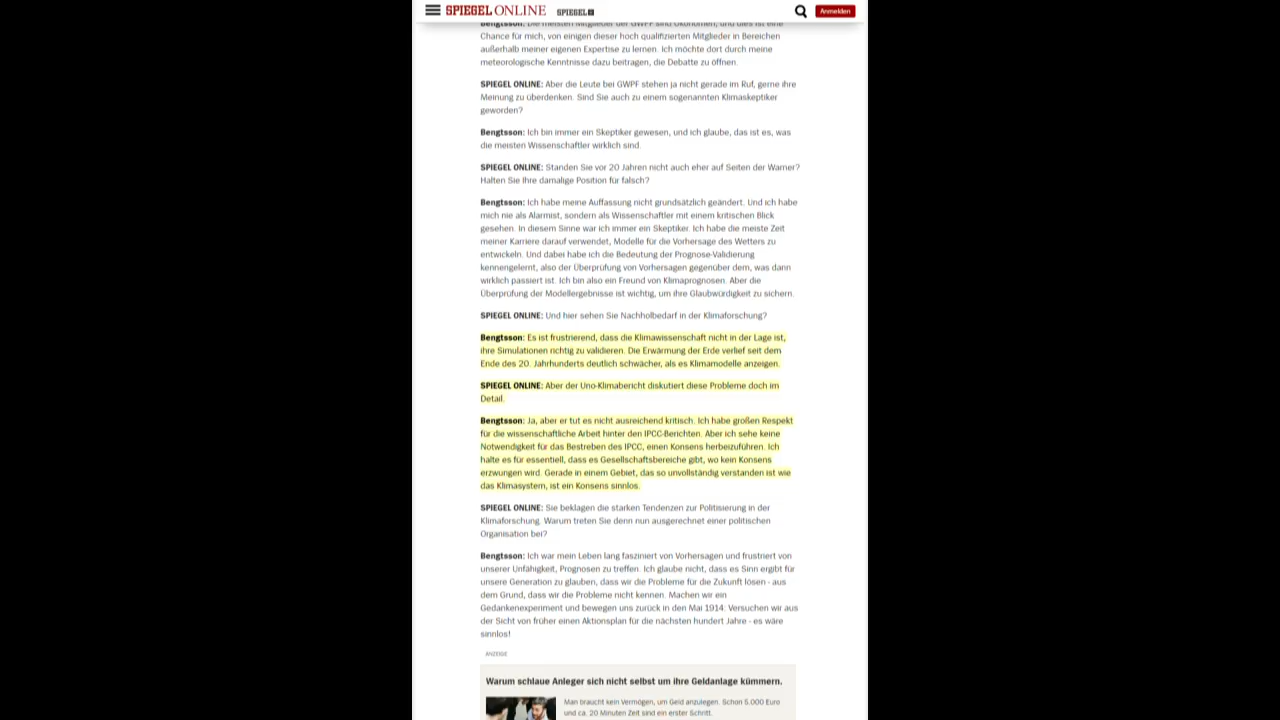 SPIEGEL ONLINE SPIEGEL+ Anmelden
Bengtsson: Die meisten Mitglieder der GWPF sind Ökonomen, und dies ist eine
Chance für mich, von einigen dieser hoch qualifizierten Mitglieder in Bereichen
außerhalb meiner eigenen Expertise zu lernen. Ich möchte dort durch meine
meteorologische Kenntnisse dazu beitragen, die Debatte zu öffnen.
SPIEGEL ONLINE: Aber die Leute bei GWPF stehen ja nicht gerade im Ruf, gerne ihre
Meinung zu überdenken. Sind Sie auch zu einem sogenannten Klimaskeptiker
geworden?
Bengtsson: Ich bin immer ein Skeptiker gewesen, und ich glaube, das ist es, was
die meisten Wissenschaftler wirklich sind.
SPIEGEL ONLINE: Standen Sie vor 20 Jahren nicht auch eher auf Seiten der Warner?
Halten Sie Ihre damalige Position für falsch?
Bengtsson: Ich habe meine Auffassung nicht grundsätzlich geändert. Und ich habe
mich nie als Alarmist, sondern als Wissenschaftler mit einem kritischen Blick
gesehen. In diesem Sinne war ich immer ein Skeptiker. Ich habe die meiste Zeit
meiner Karriere darauf verwendet, Modelle für die Vorhersage des Wetters zu
entwickeln. Und dabei habe ich die Bedeutung der Prognose-Validierung
kennengelernt, also der Überprüfung von Vorhersagen gegenüber dem, was dann
wirklich passiert ist. Ich bin also ein Freund von Klimaprognosen. Aber die
Überprüfung der Modellergebnisse ist wichtig, um ihre Glaubwürdigkeit zu sichern.
SPIEGEL ONLINE: Und hier sehen Sie Nachholbedarf in der Klimaforschung?
Bengtsson: Es ist frustrierend, dass die Klimawissenschaft nicht in der Lage ist,
ihre Simulationen richtig zu validieren. Die Erwärmung der Erde verlief seit dem
Ende des 20. Jahrhunderts deutlich schwächer, als es Klimamodelle anzeigen.
SPIEGEL ONLINE: Aber der Uno-Klimabericht diskutiert diese Probleme doch im
Detail.
Bengtsson: Ja, aber er tut es nicht ausreichend kritisch. Ich habe großen Respekt
für die wissenschaftliche Arbeit hinter den IPCC-Berichten. Aber ich sehe keine
Notwendigkeit für das Bestreben des IPCC, einen Konsens herbeizuführen. Ich
halte es für essentiell, dass es Gesellschaftsbereiche gibt, wo kein Konsens
erzwungen wird. Gerade in einem Gebiet, das so unvollständig verstanden ist wie
das Klimasystem, ist ein Konsens sinnlos.
SPIEGEL ONLINE: Sie beklagen die starken Tendenzen zur Politisierung in der
Klimaforschung. Warum treten Sie denn nun ausgerechnet einer politischen
Organisation bei?
Bengtsson: Ich war mein Leben lang fasziniert von Vorhersagen und frustriert von
unserer Unfähigkeit, Prognosen zu treffen. Ich glaube nicht, dass es Sinn ergibt für
unsere Generation zu glauben, dass wir die Probleme für die Zukunft lösen - aus
dem Grund, dass wir die Probleme nicht kennen. Machen wir ein
Gedankenexperiment und bewegen uns zurück in den Mai 1914: Versuchen wir aus
der Sicht von früher einen Aktionsplan für die nächsten hundert Jahre - es wäre
sinnlos!
ANZEIGE
Warum schlaue Anleger sich nicht selbst um ihre Geldanlage kümmern.
Man braucht kein Vermögen, um Geld anzulegen. Schon 5.000 Euro
und ca. 20 Minuten Zeit sind ein erster Schritt.